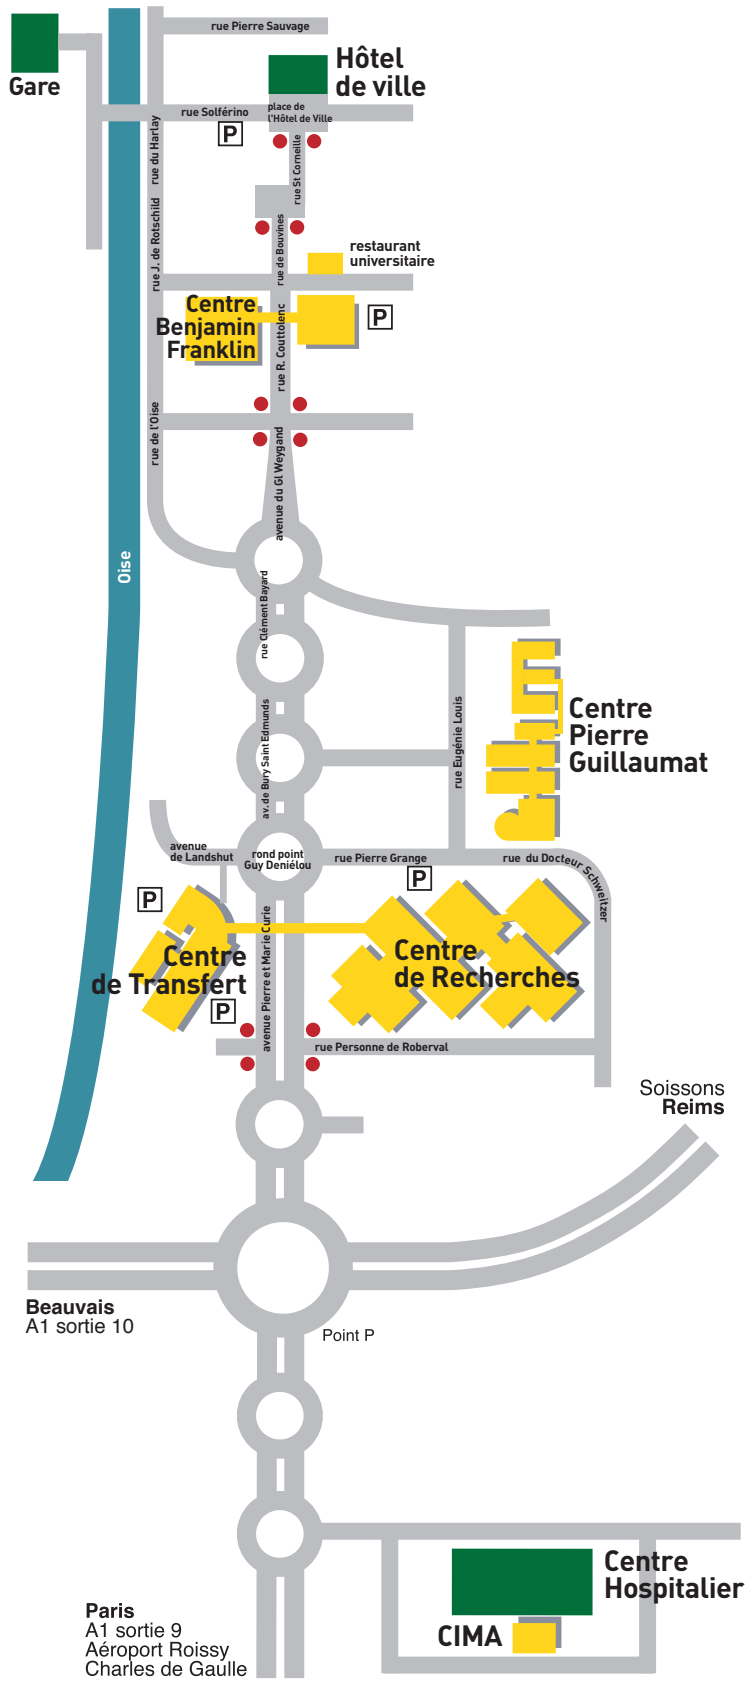 rue Pierre Sauvage
Gare
Hôtel
de ville
rue Solférino
place de
l'Hôtel de Ville
P
rue du Harlay
rue St Corneille
rue J. de Rotschild
rue de Bouvines
restaurant
universitaire
Centre
Benjamin
Franklin
P
rue R. Couttolenc
rue de l'Oise
avenue du Gl Weygand
Oise
rue Clément Bayard
av. de Bury Saint Edmunds
rue Eugénie Louis
Centre
Pierre
Guillaumat
avenue
de Landshut
rond point
Guy Deniélou
rue Pierre Grange
rue du Docteur Schweitzer
P
P
Centre
de Transfert
Centre
de Recherches
P
avenue Pierre et Marie Curie
rue Personne de Roberval
Soissons
Reims
Beauvais
A1 sortie 10
Point P
Centre
Hospitalier
CIMA
Paris
A1 sortie 9
Aéroport Roissy
Charles de Gaulle